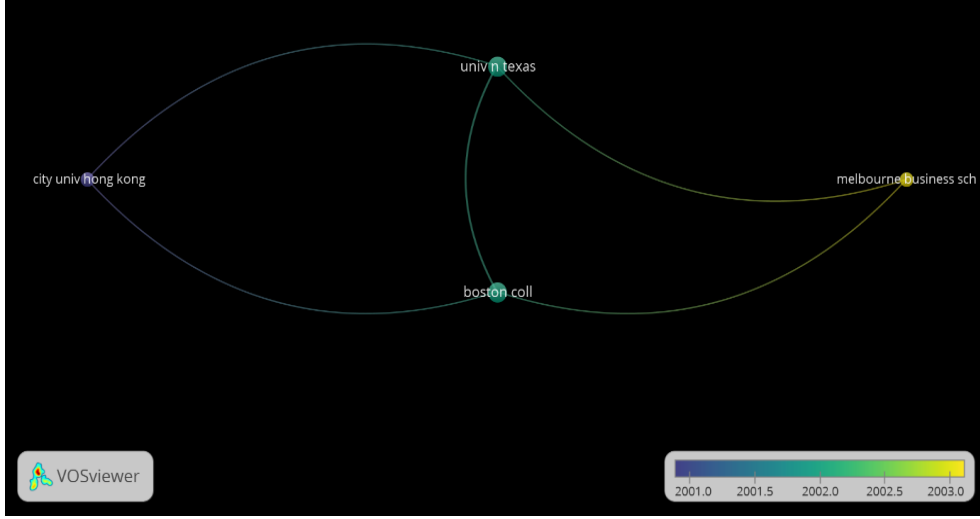 univ n texas
city univ hong kong
melbourne business sch
boston coll
VOSviewer
2001.0 2001.5 2002.0 2002.5 2003.0